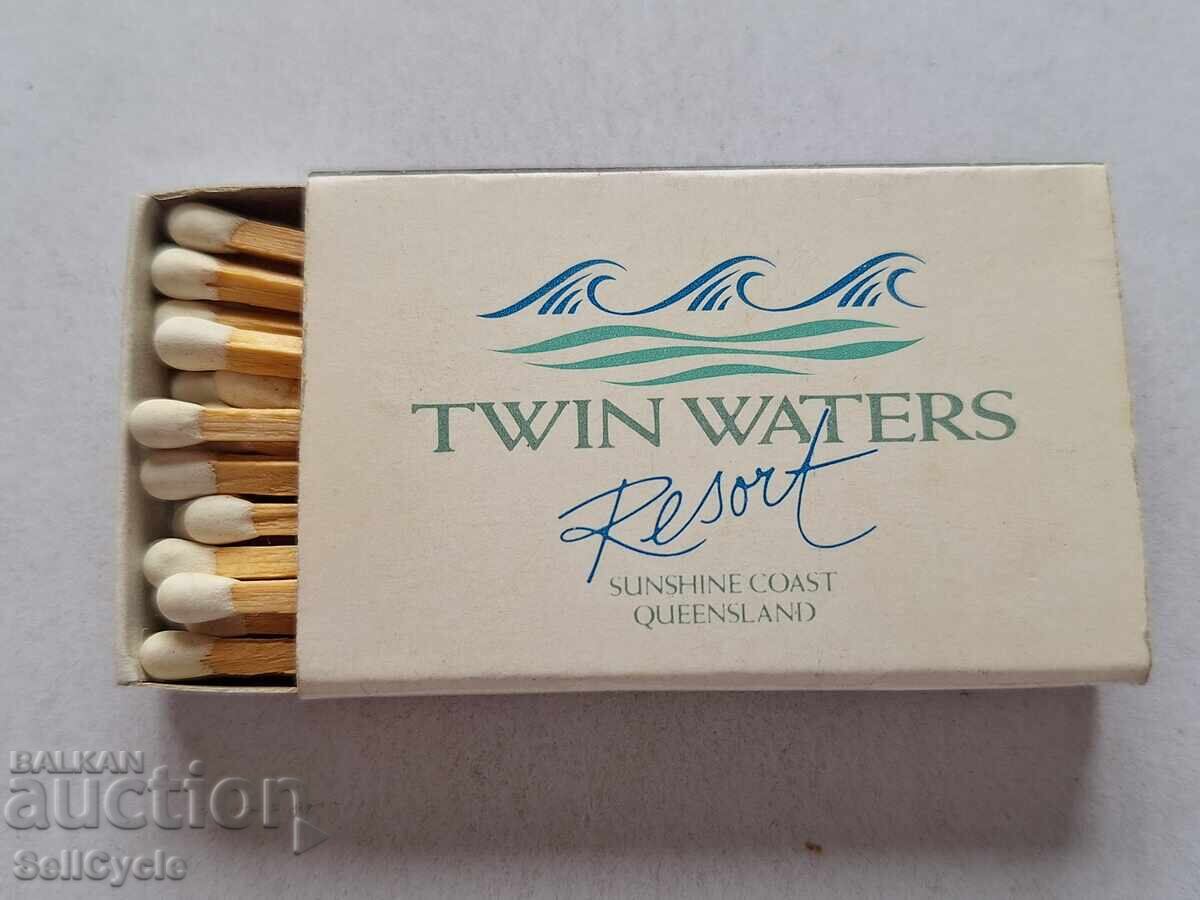 TWIN WATERS
Resort
SUNSHINE COAST
QUEENSLAND
BALKAN
auction
SellCycle